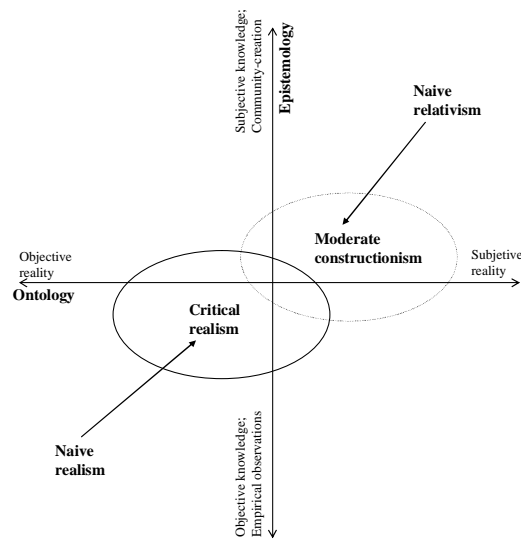 Subjective knowledge;
Community-creation
Epistemology
Naive
relativism
Moderate
constructionism
Objective
reality
Subjetive
reality
Ontology
Critical
realism
Naive
realism
Objective knowledge;
Empirical observations